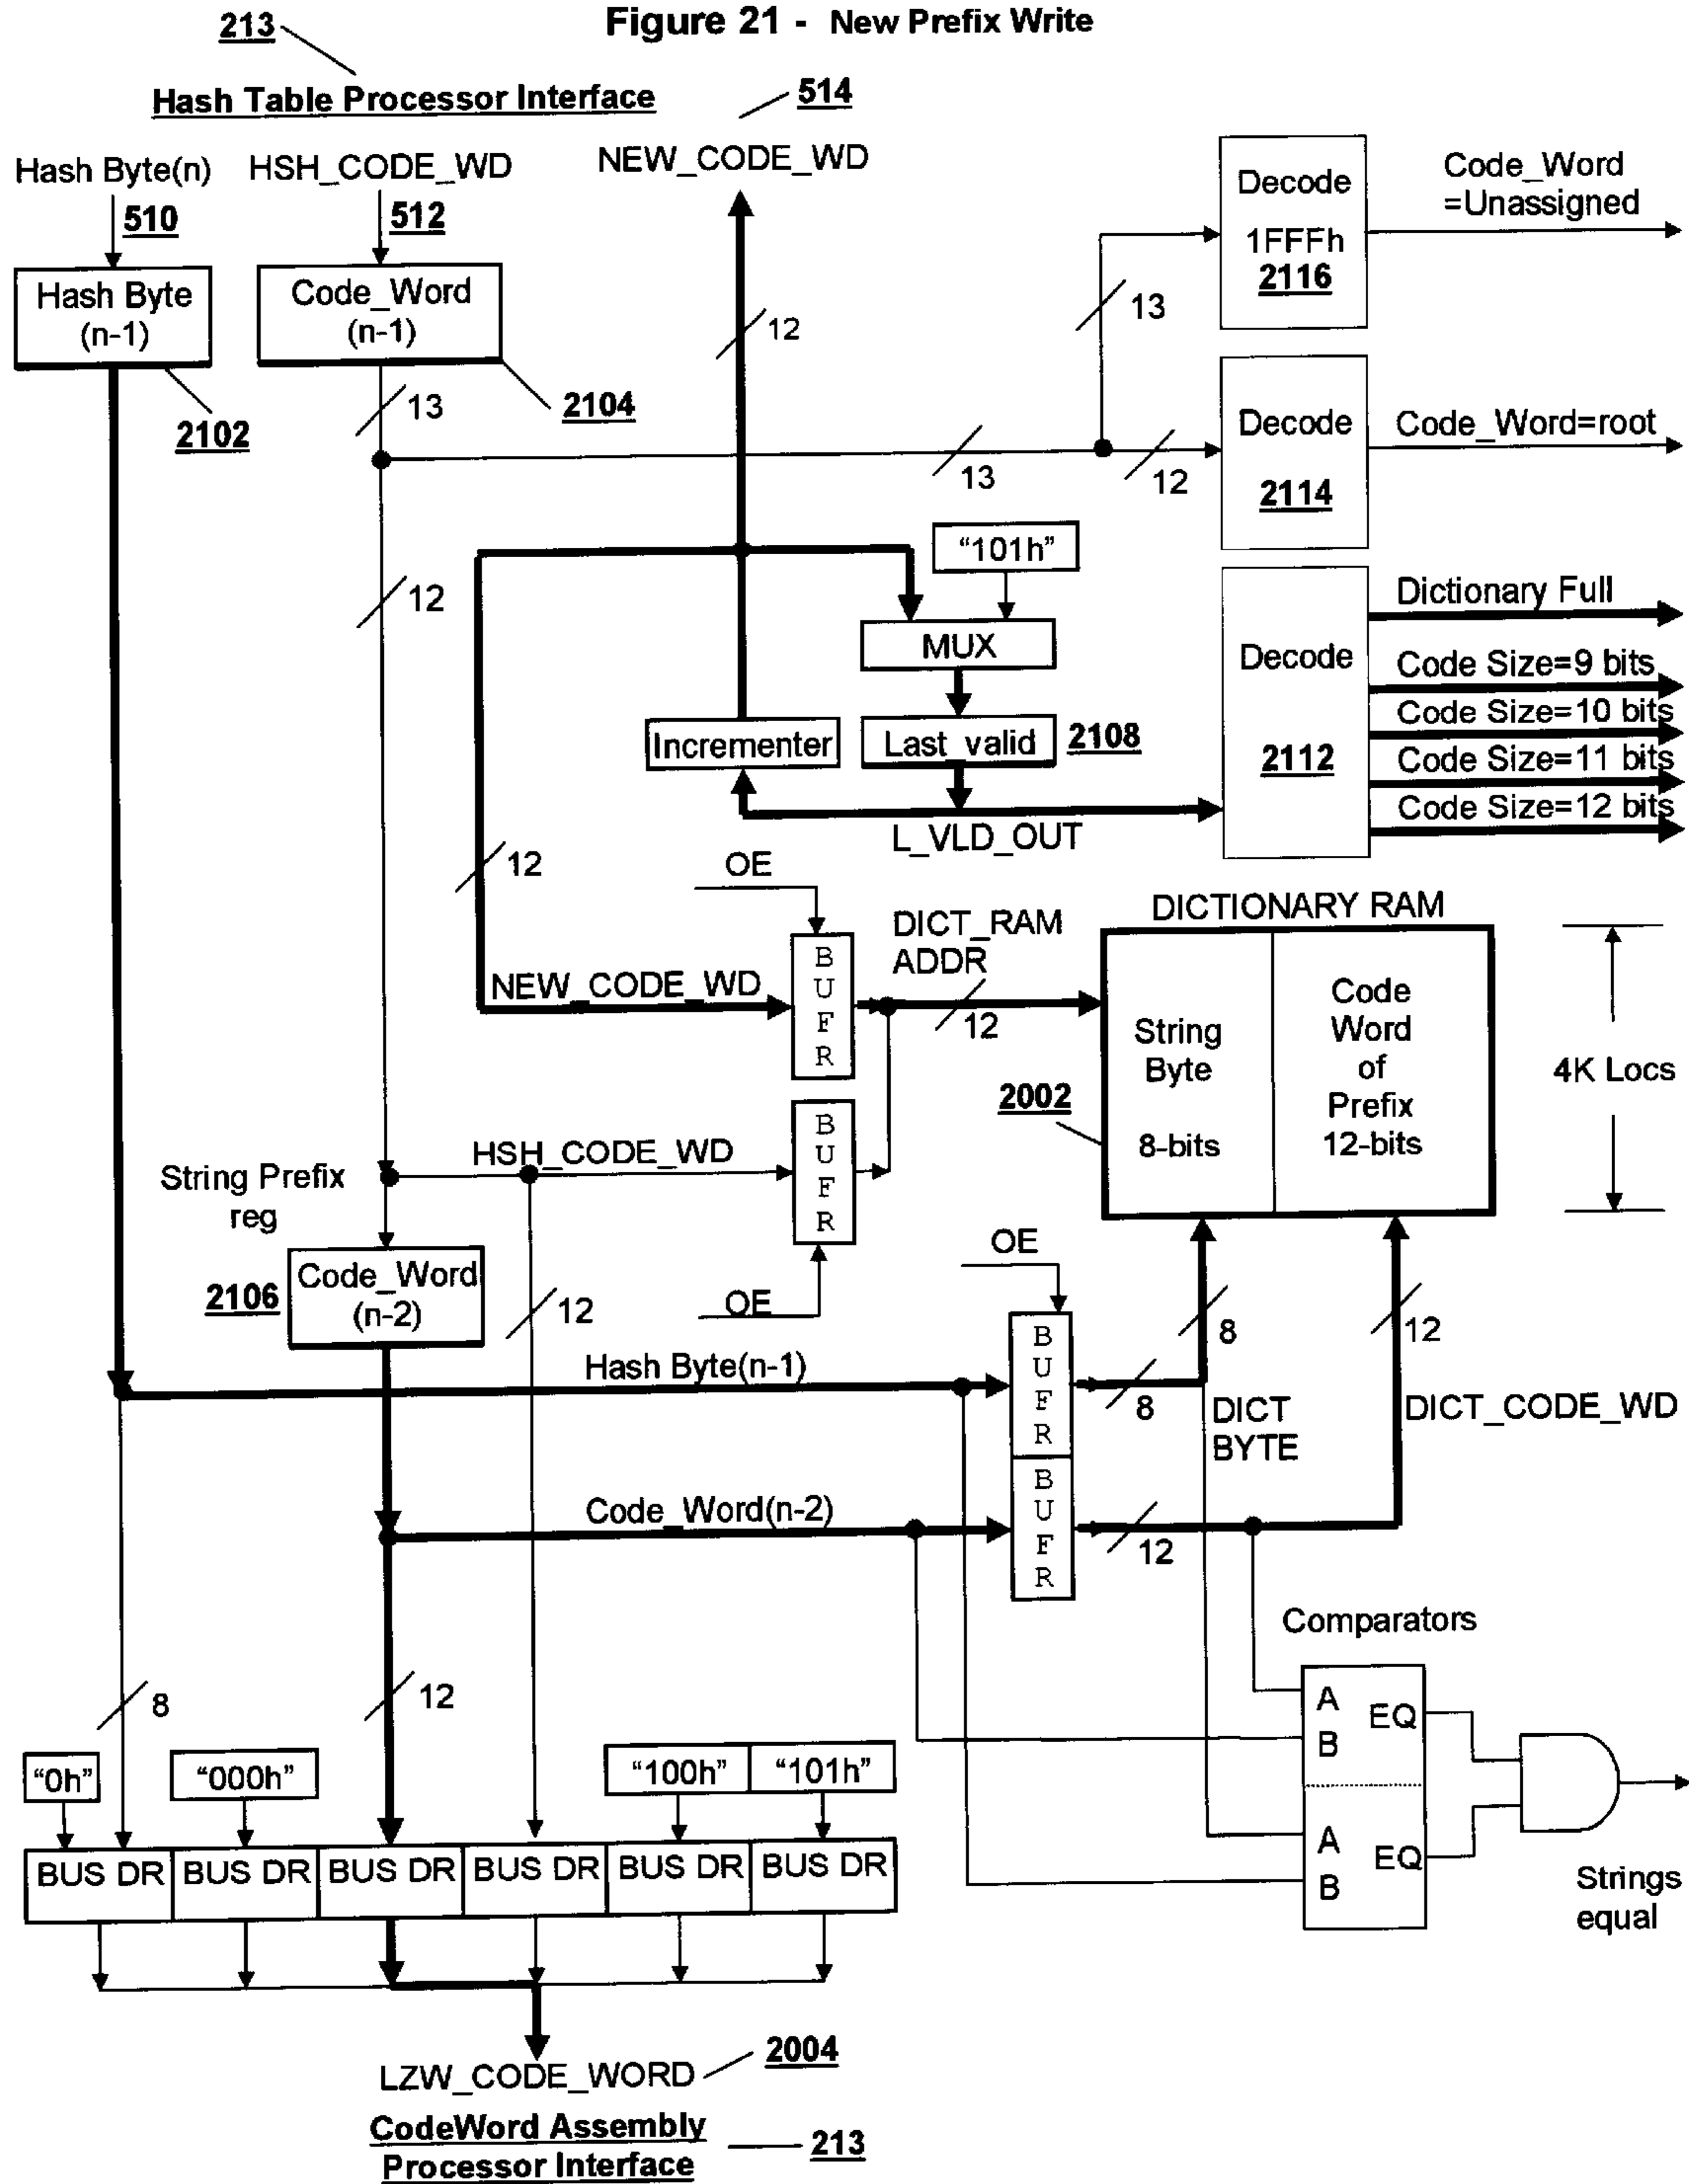 Figure 21 - New Prefix Write
213
Hash Table Processor Interface
514
Hash Byte(n)
HSH_CODE_WD
NEW_CODE_WD
510
512
Hash Byte
(n-1)
Code_Word
(n-1)
2102
13
2104
12
13
Decode
1FFFh
2116
Code_Word
=Unassigned
13
12
Decode
2114
Code_Word=root
12
"101h"
MUX
Incrementer
Last_valid
2108
L_VLD_OUT
Decode
2112
Dictionary Full
Code Size=9 bits
Code Size=10 bits
Code Size=11 bits
Code Size=12 bits
12
OE
NEW_CODE_WD
BUFR
DICT_RAM
ADDR
12
DICTIONARY RAM
String
Byte
8-bits
Code
Word
of
Prefix
12-bits
4K Locs
2002
HSH_CODE_WD
BUFR
OE
String Prefix
reg
2106
Code_Word
(n-2)
12
OE
Hash Byte(n-1)
BUFR
8
8
12
DICT
BYTE
DICT_CODE_WD
Code_Word(n-2)
BUFR
12
Comparators
A
B
EQ
A
B
EQ
Strings
equal
8
12
"0h"
"000h"
"100h"
"101h"
BUS DR
BUS DR
BUS DR
BUS DR
BUS DR
BUS DR
LZW_CODE_WORD
2004
CodeWord Assembly
Processor Interface
213